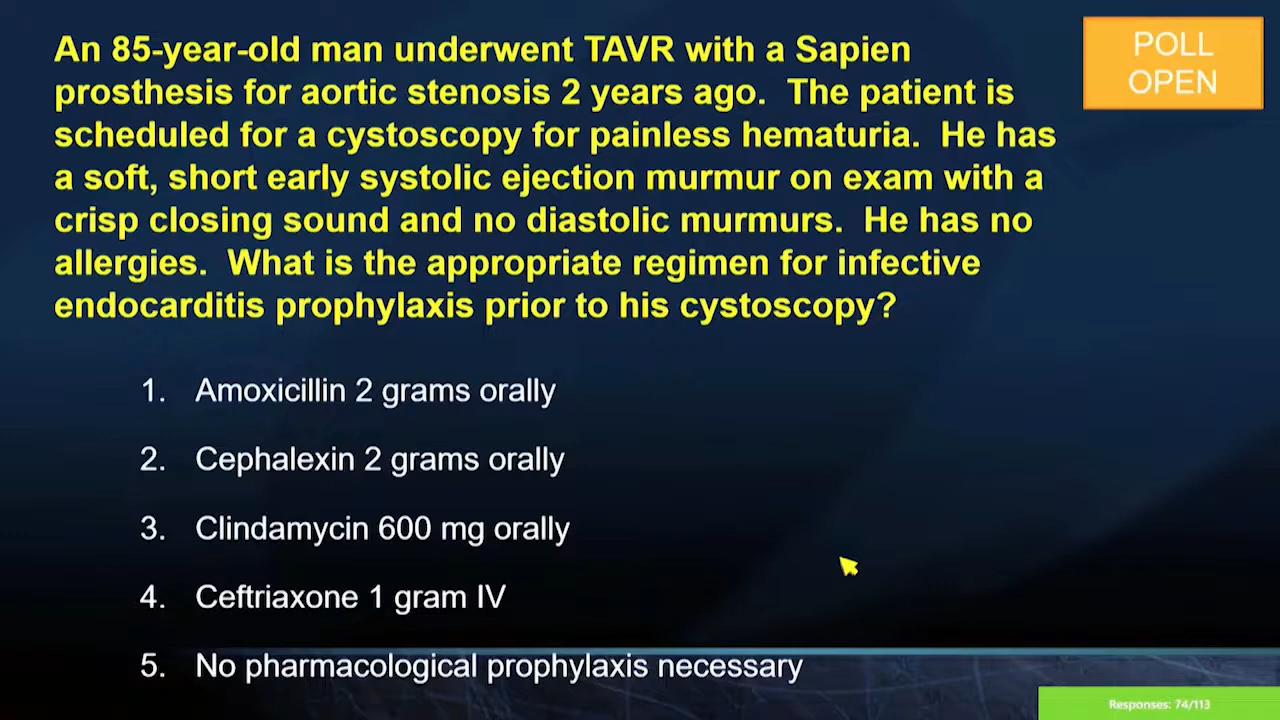 An 85-year-old man underwent TAVR with a Sapien
prosthesis for aortic stenosis 2 years ago. The patient is
scheduled for a cystoscopy for painless hematuria. He has
a soft, short early systolic ejection murmur on exam with a
crisp closing sound and no diastolic murmurs. He has no
allergies. What is the appropriate regimen for infective
endocarditis prophylaxis prior to his cystoscopy?
POLL
OPEN
1. Amoxicillin 2 grams orally
2. Cephalexin 2 grams orally
3. Clindamycin 600 mg orally
4. Ceftriaxone 1 gram IV
5. No pharmacological prophylaxis necessary
Responses: 74/113